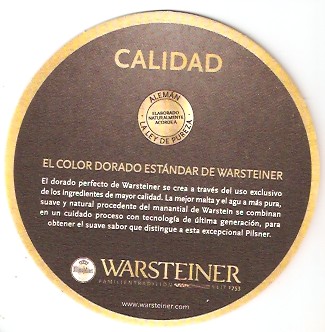 CALIDAD
ALEMÁN
ELABORADO
NATURALMENTE
ACORDE A
LA LEY DE PUREZA
EL COLOR DORADO ESTÁNDAR DE WARSTEINER
El dorado perfecto de Warsteiner se crea a través del uso exclusivo
de los ingredientes de mayor calidad. La mejor malta y el agua más pura,
suave y natural procedente del manantial de Warstein se combinan
en un cuidado proceso con tecnología de última generación, para
obtener el suave sabor que distingue a esta excepcional Pilsner.
WARSTEINER
FAMILIENTRADITION SEIT 1753
www.warsteiner.com